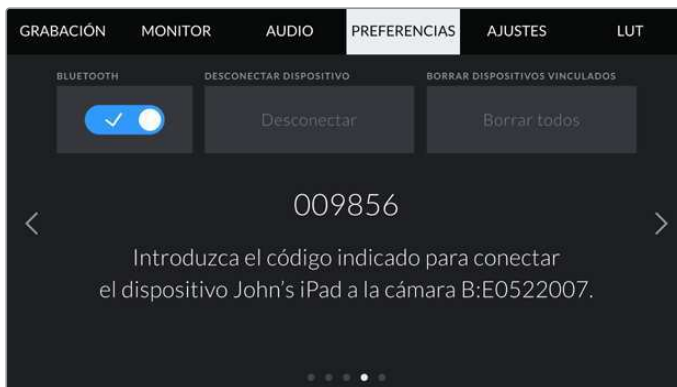 GRABACIÓN MONITOR AUDIO PREFERENCIAS AJUSTES LUT
BLUETOOTH DESCONECTAR DISPOSITIVO BORRAR DISPOSITIVOS VINCULADOS
Desconectar Borrar todos
009856
Introduzca el código indicado para conectar
el dispositivo John’s iPad a la cámara B:E0522007.